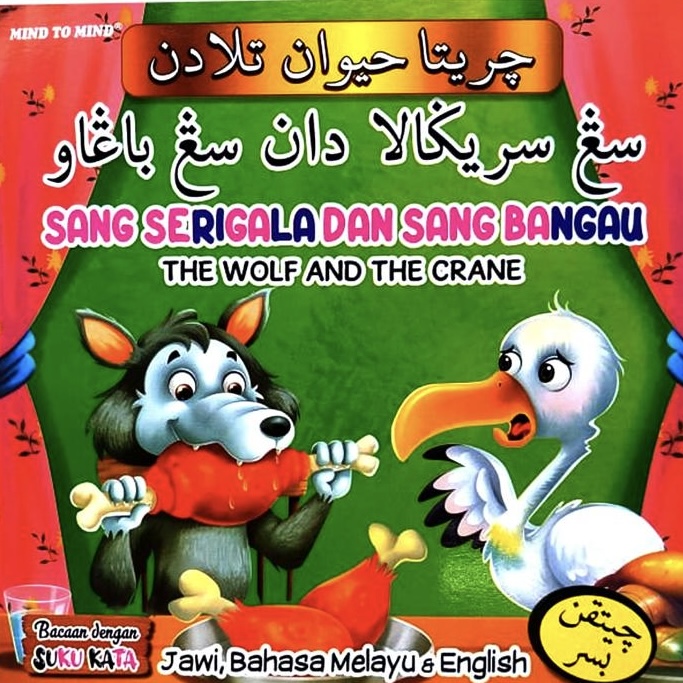 MIND TO MIND®
چريتا حيوان تلادن
سڠ سريݢالا دان سڠ باڠاو
SANG SERIGALA DAN SANG BANGAU
THE WOLF AND THE CRANE
Bacaan dengan
SUKU KATA
Jawi, Bahasa Melayu & English
چيتقن
بسر